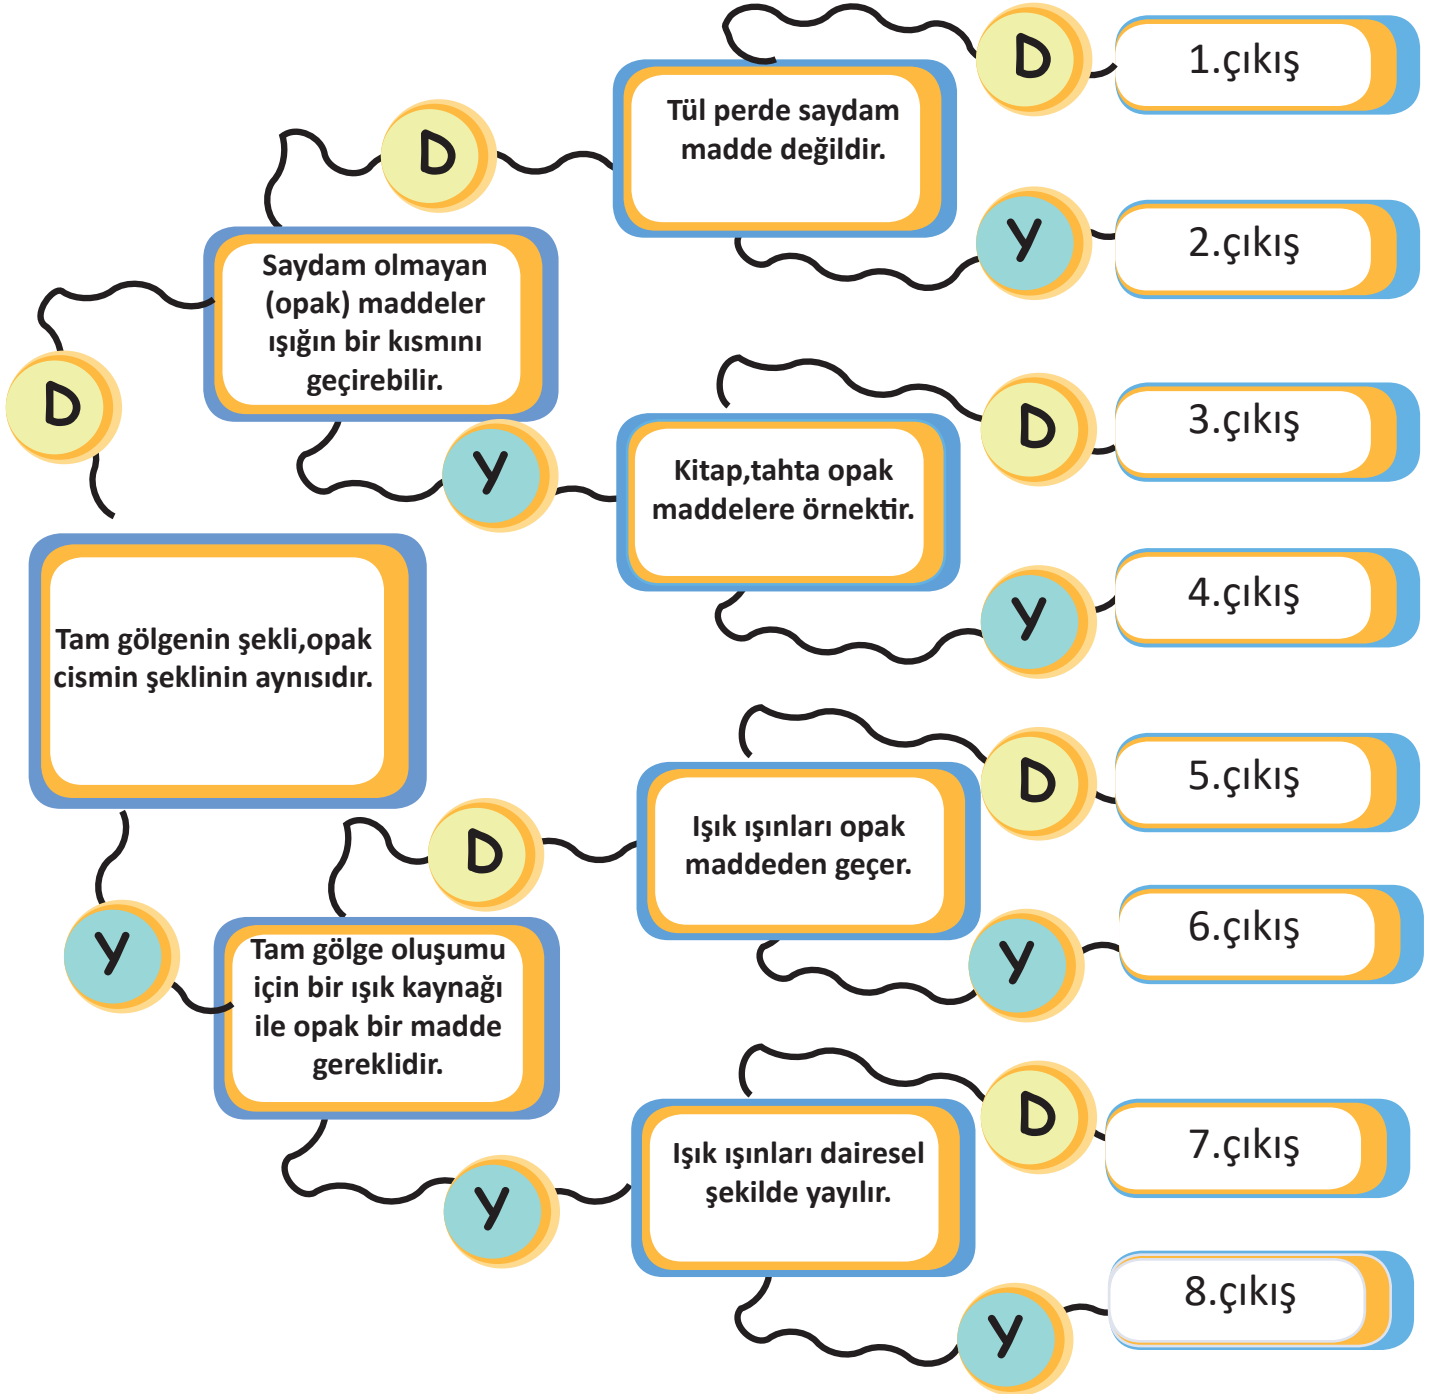 D
1.çıkış
Tül perde saydam
madde değildir.
D
Y
2.çıkış
Saydam olmayan
(opak) maddeler
ışığın bir kısmını
geçirebilir.
D
D
3.çıkış
Y
Kitap,tahta opak
maddelere örnektir.
Y
4.çıkış
Tam gölgenin şekli,opak
cismin şeklinin aynısıdır.
D
5.çıkış
D
Işık ışınları opak
maddeden geçer.
Y
6.çıkış
Y
Tam gölge oluşumu
için bir ışık kaynağı
ile opak bir madde
gereklidir.
D
7.çıkış
Y
Işık ışınları dairesel
şekilde yayılır.
Y
8.çıkış